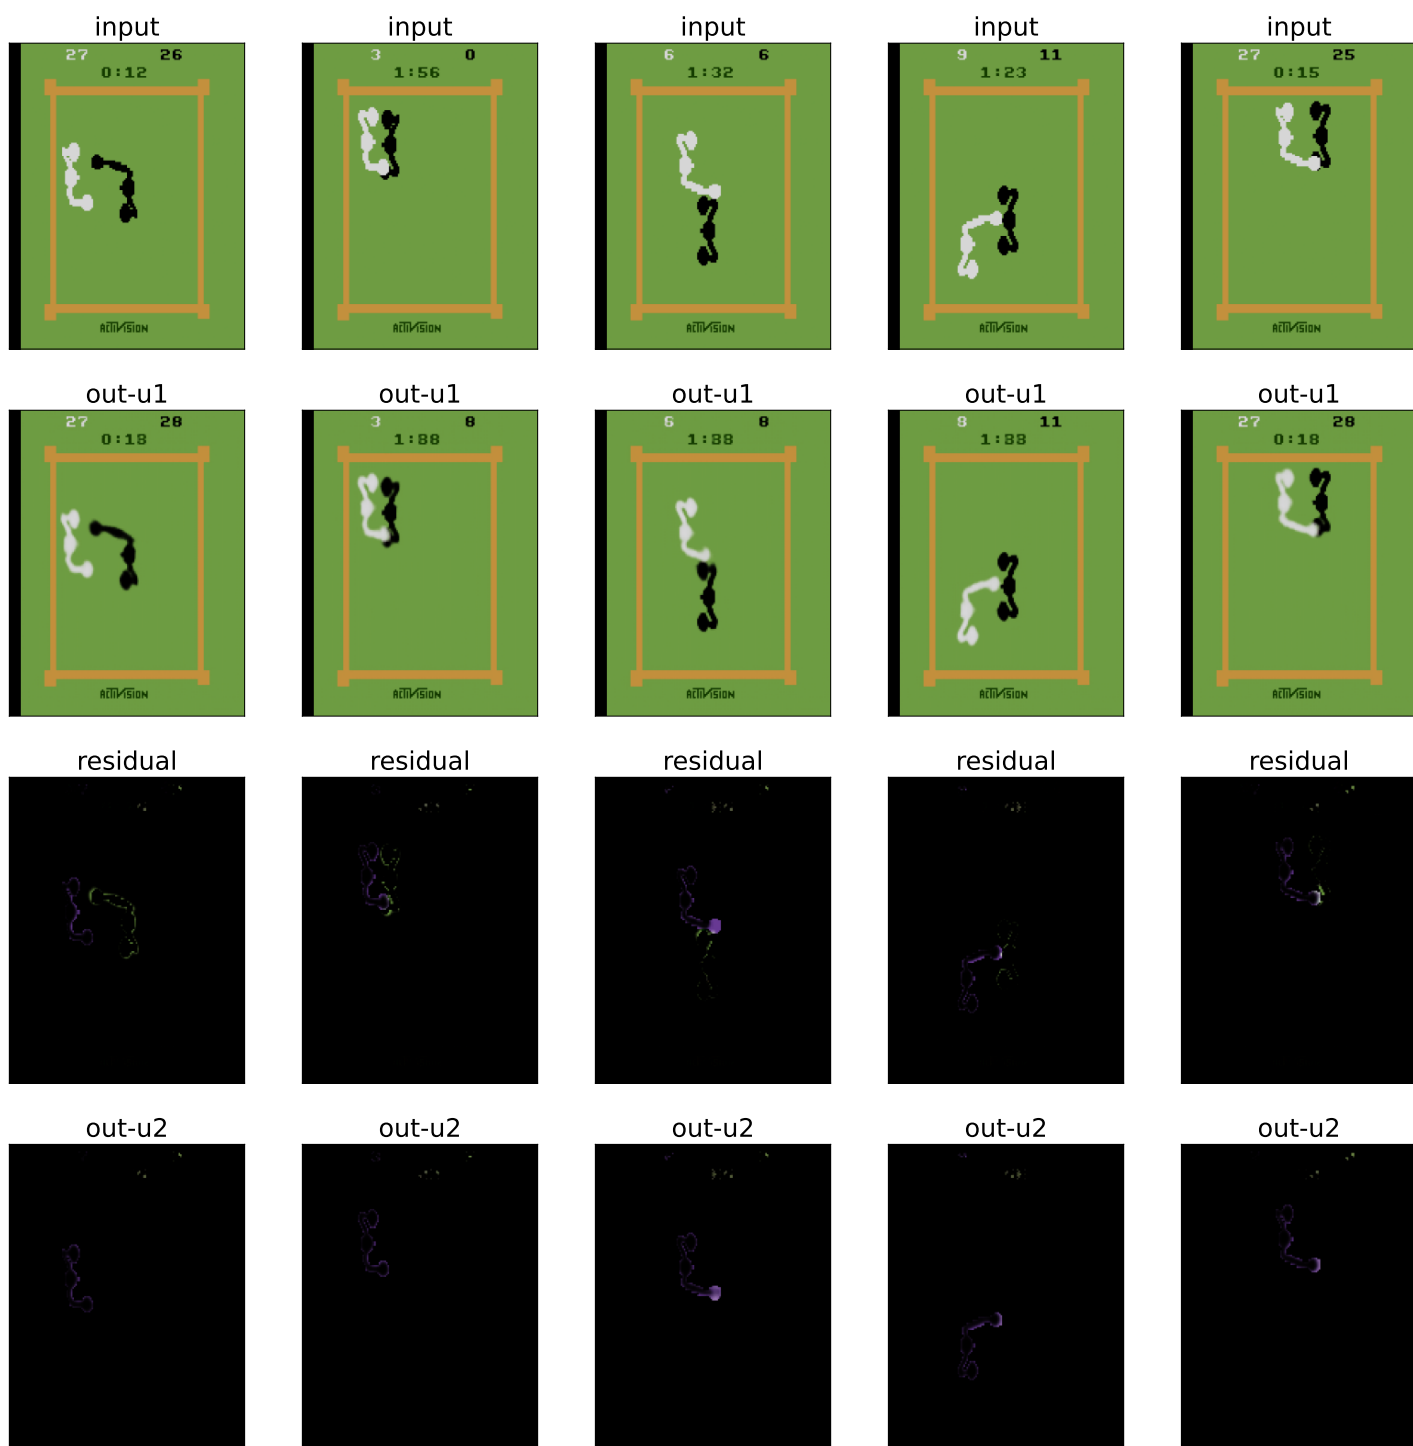 input input input input input
27 26 3 0 6 6 9 11 27 25
0:12 1:56 1:32 1:23 0:15
ACTIVISION ACTIVISION ACTIVISION ACTIVISION ACTIVISION
out-u1 out-u1 out-u1 out-u1 out-u1
27 28 3 8 6 8 8 11 27 28
0:18 1:88 1:88 1:88 0:18
ACTIVISION ACTIVISION ACTIVISION ACTIVISION ACTIVISION
residual residual residual residual residual
out-u2 out-u2 out-u2 out-u2 out-u2